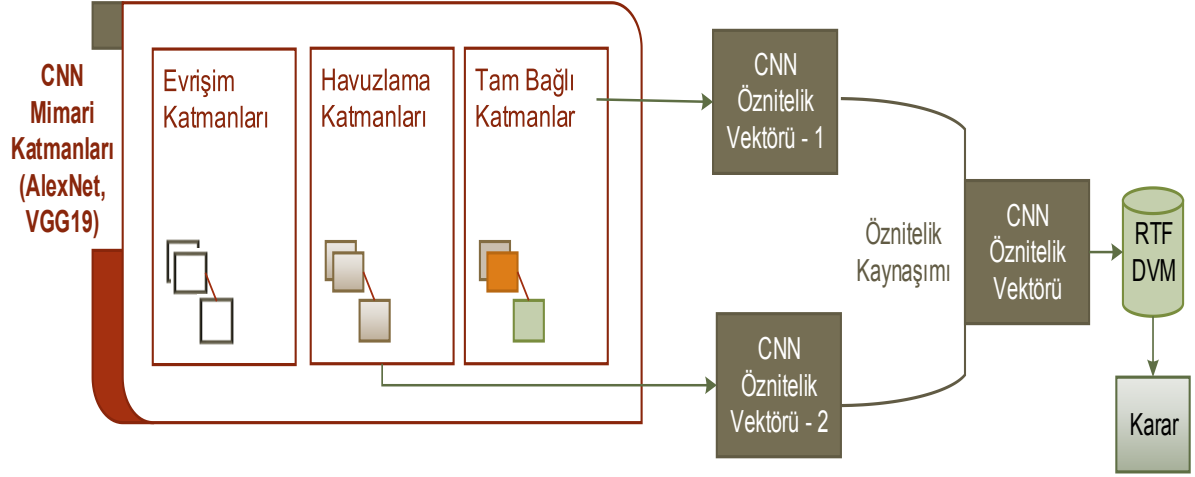 CNN
Mimari
Katmanları
(AlexNet,
VGG19)
Evrişim
Katmanları
Havuzlama
Katmanları
Tam Bağlı
Katmanlar
CNN
Öznitelik
Vektörü - 1
CNN
Öznitelik
Vektörü - 2
Öznitelik
Kaynaşımı
CNN
Öznitelik
Vektörü
RTF
DVM
Karar